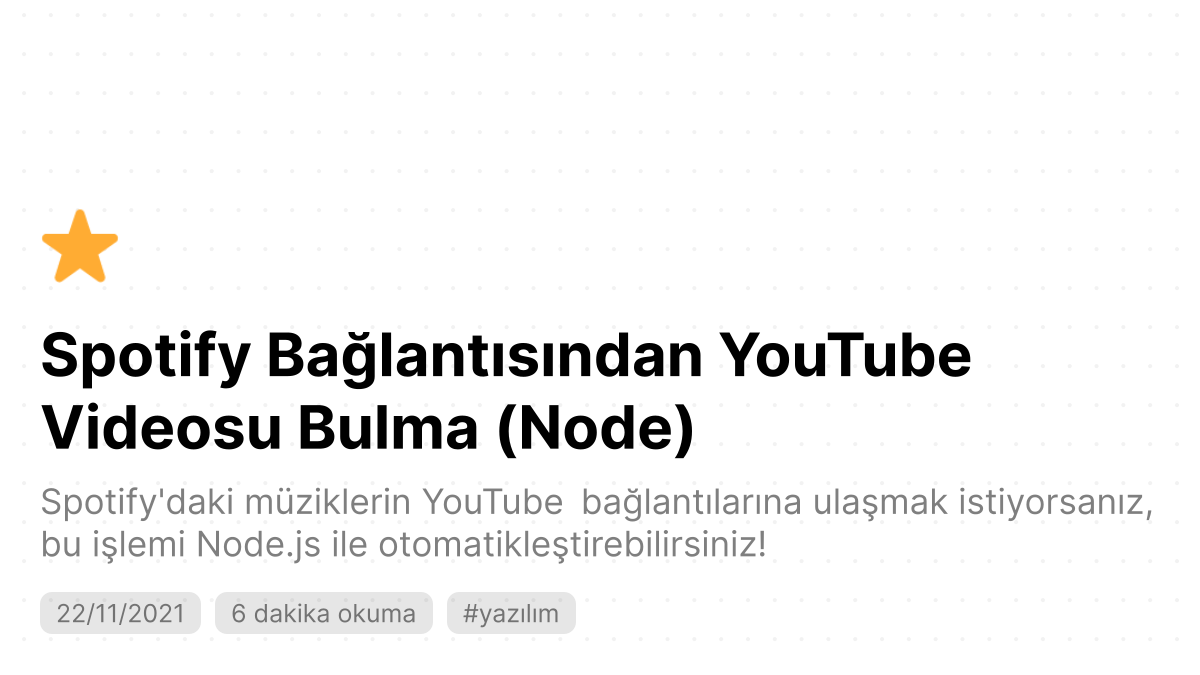 Spotify Bağlantısından YouTube
Videosu Bulma (Node)
Spotify'daki müziklerin YouTube bağlantılarına ulaşmak istiyorsanız,
bu işlemi Node.js ile otomatikleştirebilirsiniz!
22/11/2021 6 dakika okuma #yazılım